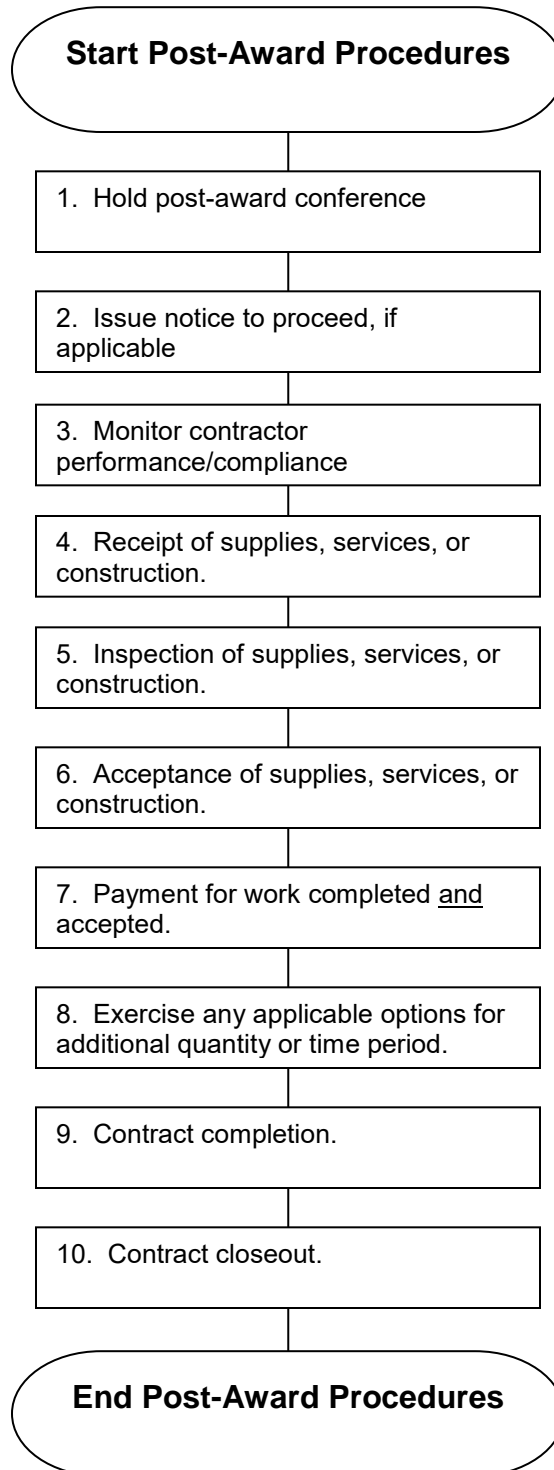 Start Post-Award Procedures
1. Hold post-award conference
2. Issue notice to proceed, if
applicable
3. Monitor contractor
performance/compliance
4. Receipt of supplies, services, or
construction.
5. Inspection of supplies, services, or
construction.
6. Acceptance of supplies, services, or
construction.
7. Payment for work completed and
accepted.
8. Exercise any applicable options for
additional quantity or time period.
9. Contract completion.
10. Contract closeout.
End Post-Award Procedures